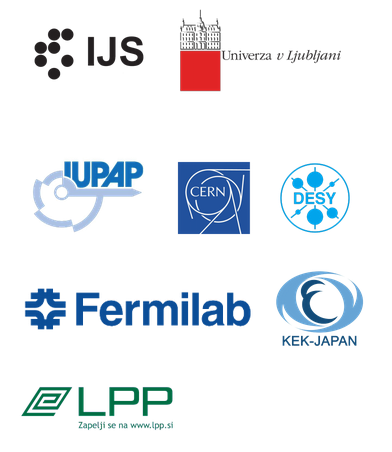 IJS
Univerza v Ljubljani
IUPAP
CERN
DESY
Fermilab
KEK-JAPAN
LPP
Zapelji se na www.lpp.si